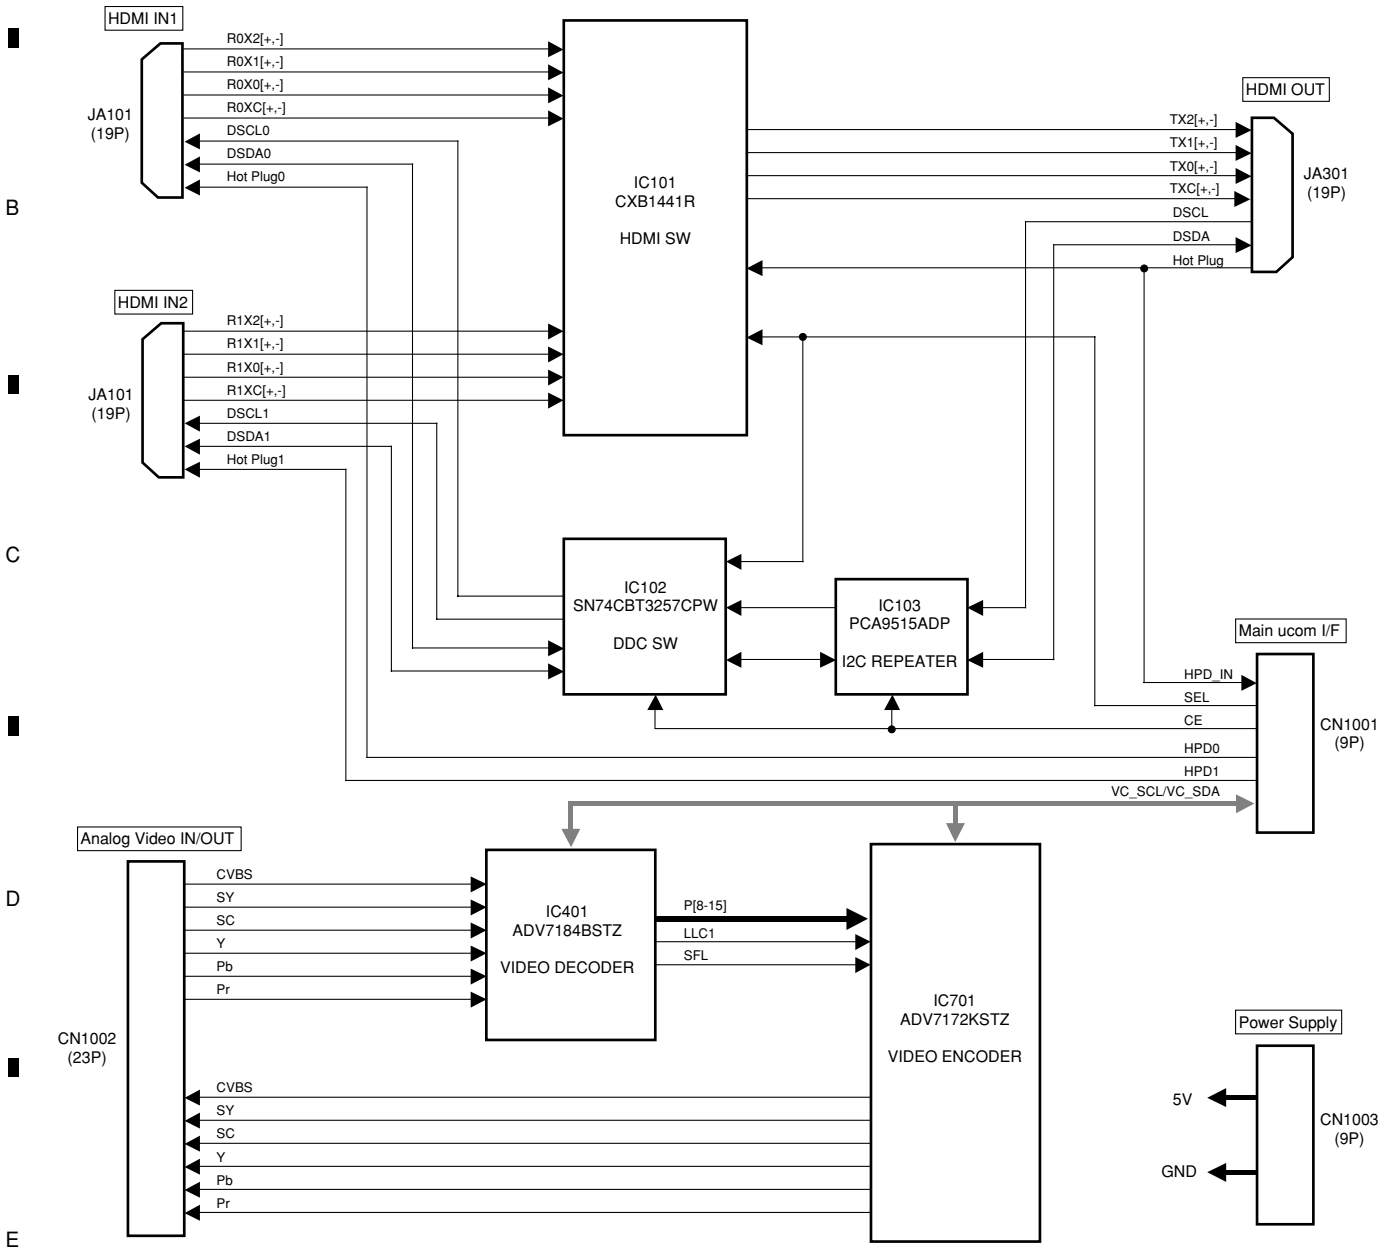 HDMI IN1
R0X2[+,-]
R0X1[+,-]
R0X0[+,-]
R0XC[+,-]
DSCL0
DSDA0
Hot Plug0
JA101
(19P)
B
IC101
CXB1441R
HDMI SW
HDMI OUT
TX2[+,-]
TX1[+,-]
TX0[+,-]
TXC[+,-]
DSCL
DSDA
Hot Plug
JA301
(19P)
HDMI IN2
R1X2[+,-]
R1X1[+,-]
R1X0[+,-]
R1XC[+,-]
DSCL1
DSDA1
Hot Plug1
JA101
(19P)
C
IC102
SN74CBT3257CPW
DDC SW
IC103
PCA9515ADP
I2C REPEATER
Main ucom I/F
HPD_IN
SEL
CE
HPD0
HPD1
VC_SCL/VC_SDA
CN1001
(9P)
Analog Video IN/OUT
D
CVBS
SY
SC
Y
Pb
Pr
IC401
ADV7184BSTZ
VIDEO DECODER
P[8-15]
LLC1
SFL
IC701
ADV7172KSTZ
VIDEO ENCODER
CN1002
(23P)
CVBS
SY
SC
Y
Pb
Pr
Power Supply
5V
GND
CN1003
(9P)
E